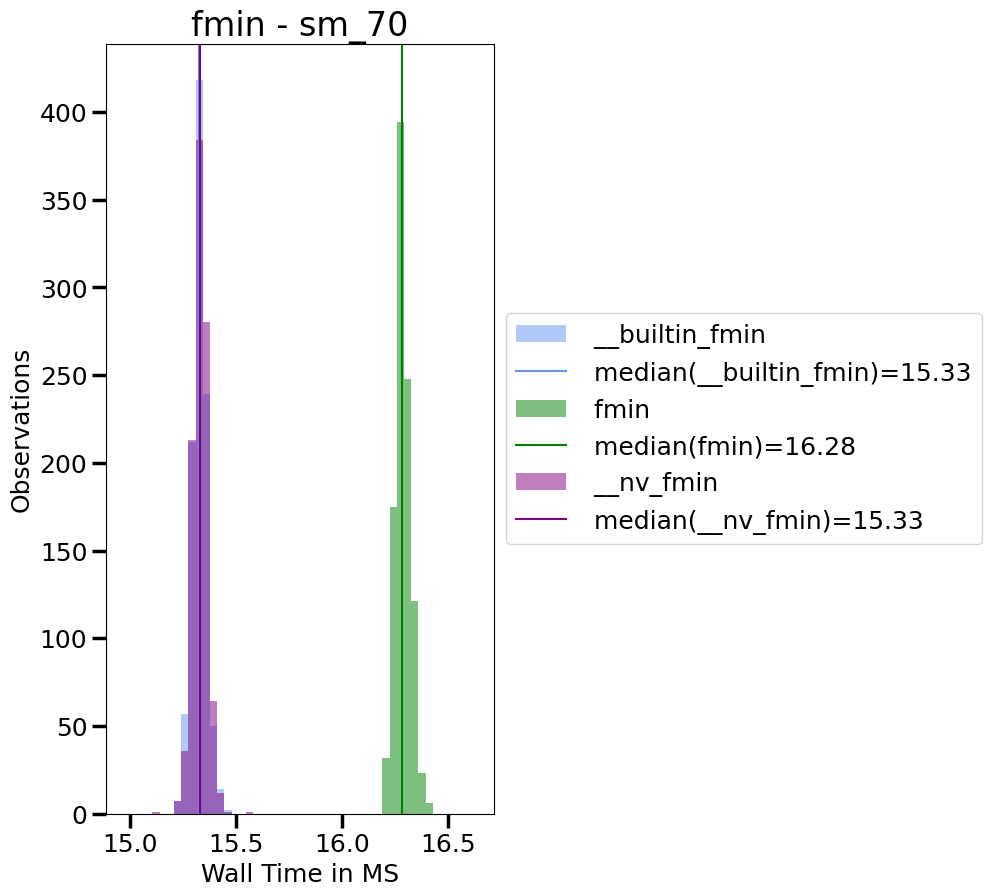 fmin - sm_70
400
350
300
250
200
150
100
50
0
Observations
15.0 15.5 16.0 16.5
Wall Time in MS
__builtin_fmin
median(__builtin_fmin)=15.33
fmin
median(fmin)=16.28
__nv_fmin
median(__nv_fmin)=15.33